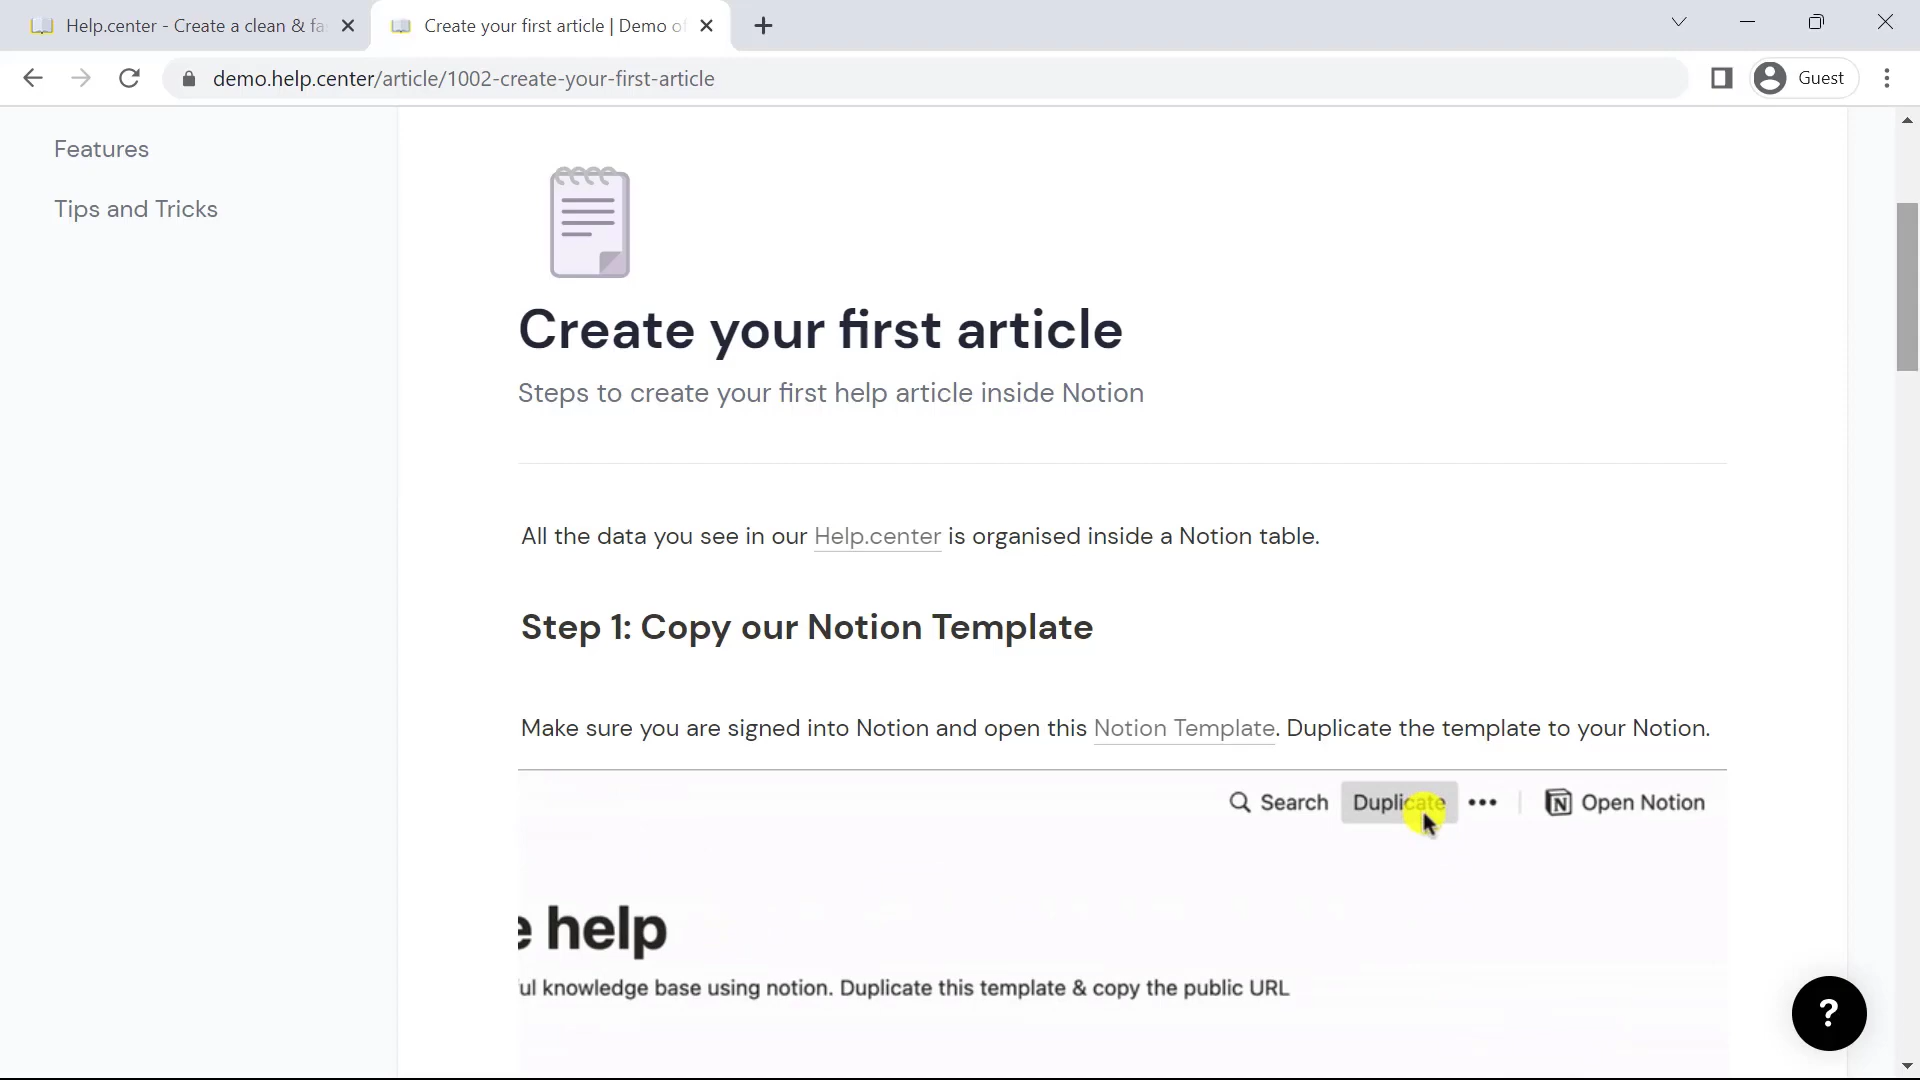 Help.center - Create a clean & fa
Create your first article | Demo of
demo.help.center/article/1002-create-your-first-article
Guest
Features
Tips and Tricks
Create your first article
Steps to create your first help article inside Notion
All the data you see in our Help.center is organised inside a Notion table.
Step 1: Copy our Notion Template
Make sure you are signed into Notion and open this Notion Template. Duplicate the template to your Notion.
Search Duplicate ••• Open Notion
e help
ul knowledge base using notion. Duplicate this template & copy the public URL
?